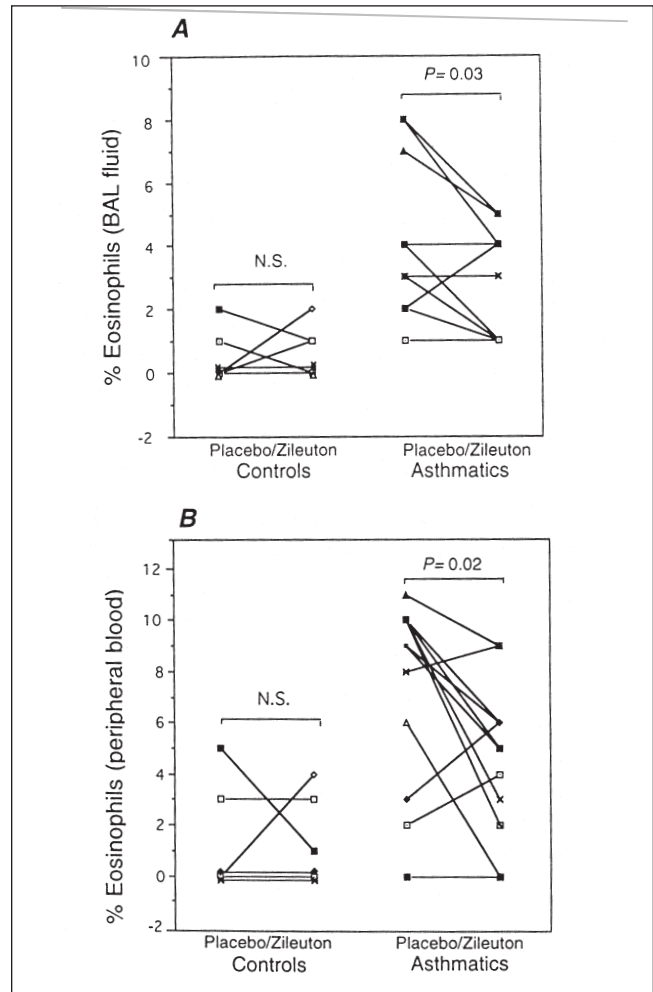 A
10
P= 0.03
8
6
4
N.S.
2
0
-2
% Eosinophils (BAL fluid)
Placebo/Zileuton Placebo/Zileuton
Controls Asthmatics
B
12
P= 0.02
10
8
N.S.
6
4
2
0
-2
% Eosinophils (peripheral blood)
Placebo/Zileuton Placebo/Zileuton
Controls Asthmatics